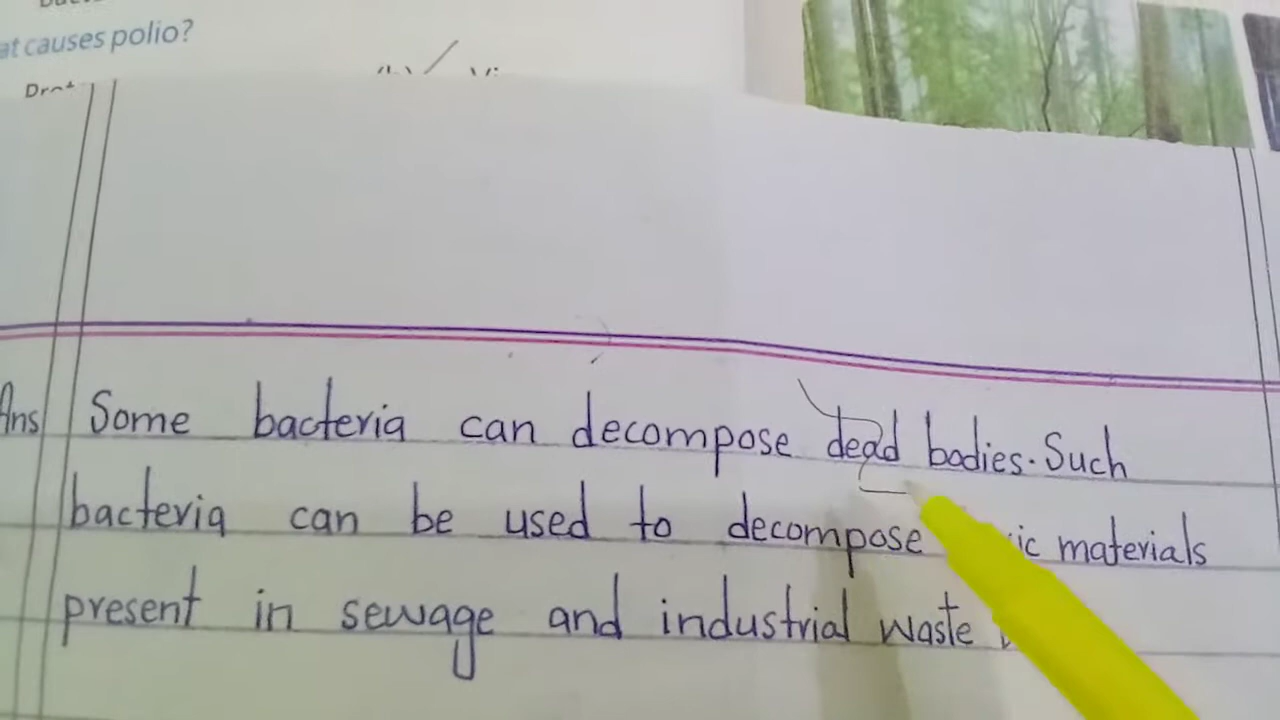 at causes polio?
Ans Some bacteria can decompose dead bodies. Such
bacteria can be used to decompose materials
present in sewage and industrial waste